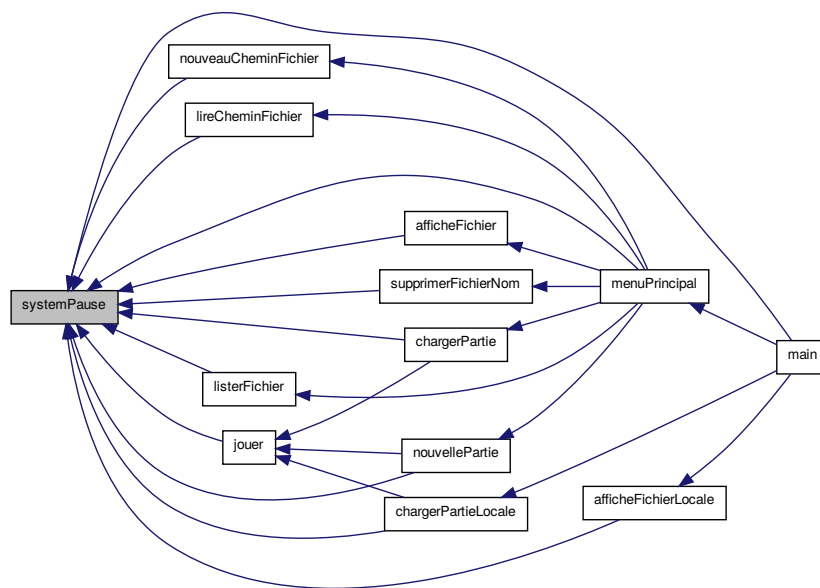 nouveauCheminFichier
lireCheminFichier
afficheFichier
supprimerFichierNom
menuPrincipal
systemPause
chargerPartie
main
listerFichier
jouer
nouvellePartie
afficheFichierLocale
chargerPartieLocale